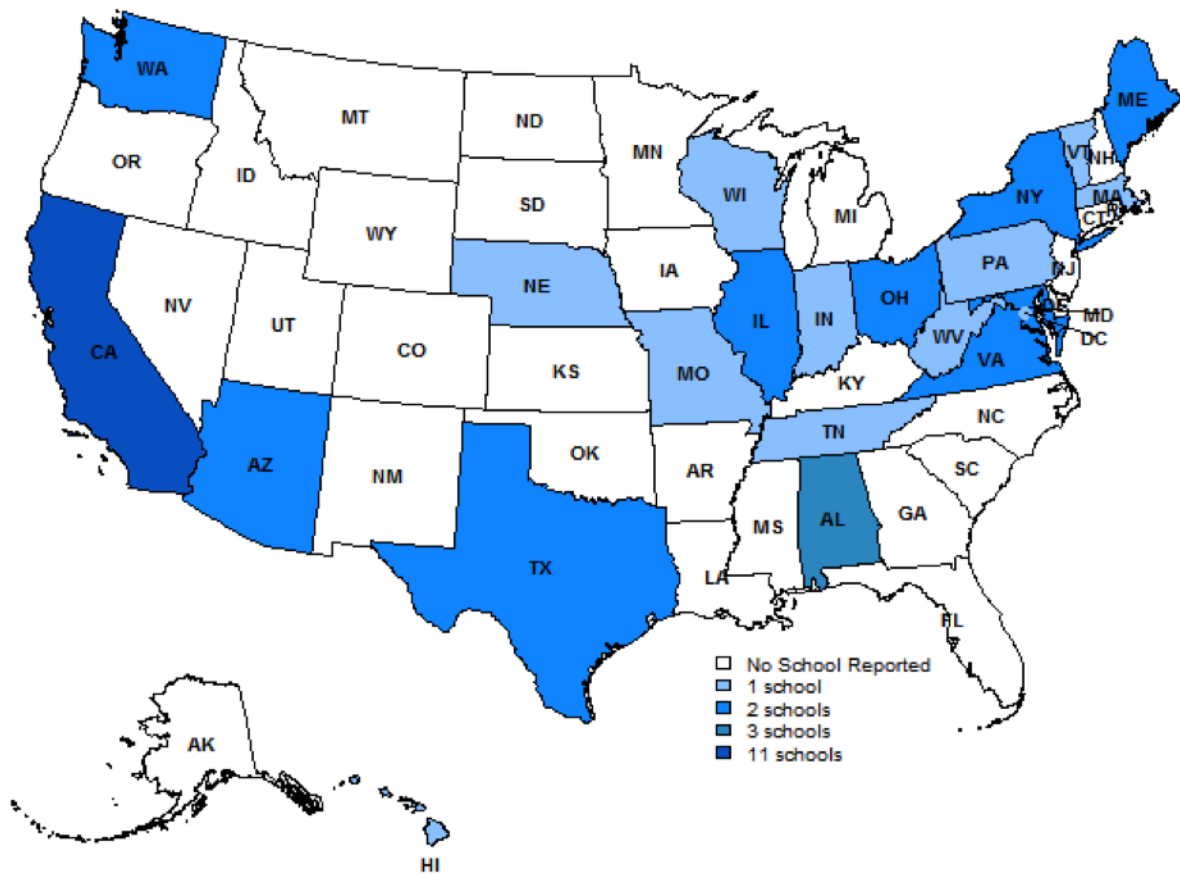 WA
ME
MT
ND
VT
NH
OR
MN
ID
WI
NY
MA
SD
MI
CT
WY
PA
IA
NJ
NE
OH
NV
IL
IN
MD
UT
WV
DC
CA
CO
VA
KS
MO
KY
NC
TN
OK
AZ
AR
SC
NM
MS
AL
GA
TX
LA
FL
No School Reported
1 school
2 schools
3 schools
11 schools
AK
HI